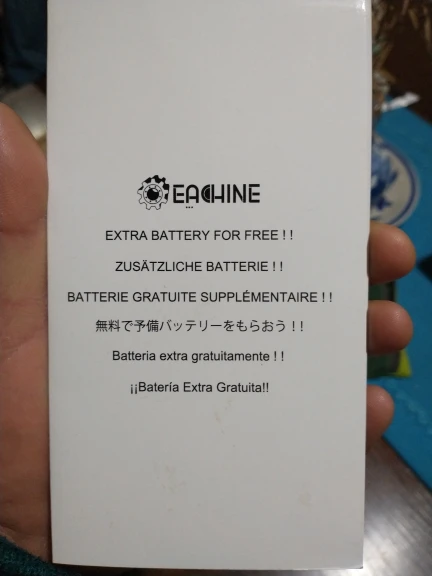 EACHINE
EXTRA BATTERY FOR FREE ! !
ZUSÄTZLICHE BATTERIE ! !
BATTERIE GRATUITE SUPPLÉMENTAIRE ! !
無料で予備バッテリーをもらおう ! !
Batteria extra gratuitamente ! !
¡¡Batería Extra Gratuita!!